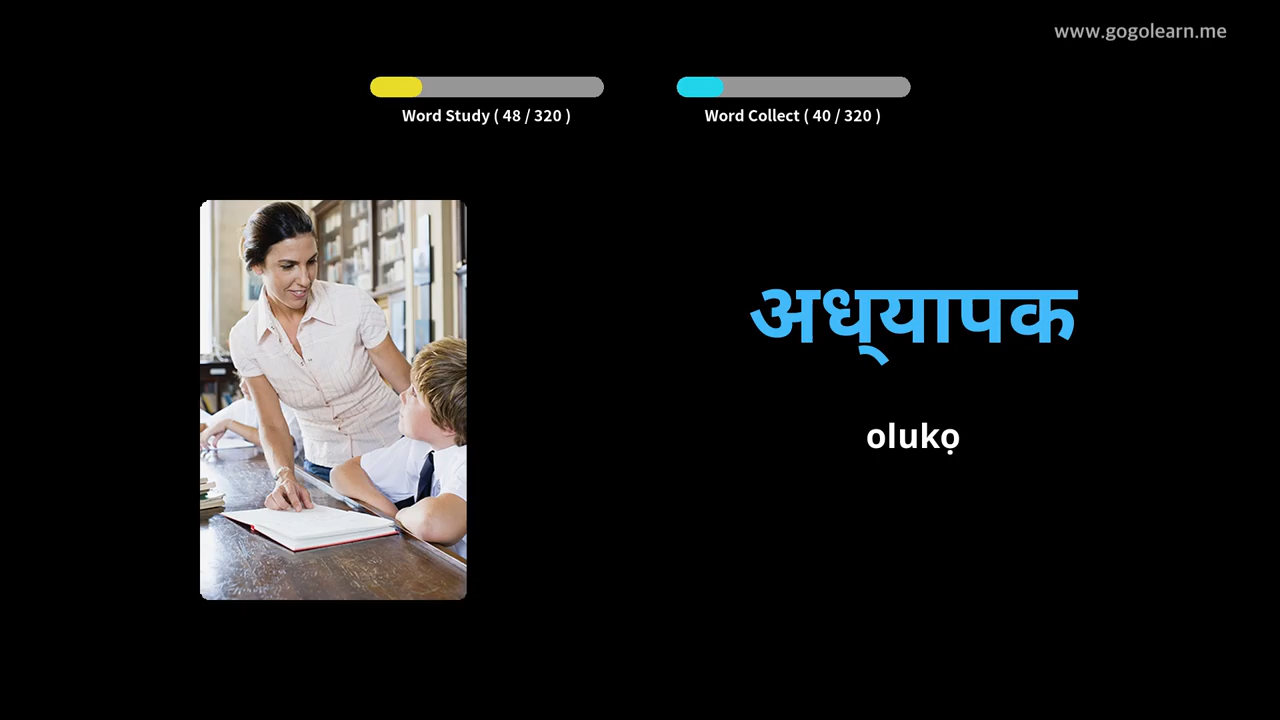 www.gogolearn.me
Word Study ( 48 / 320 )
Word Collect ( 40 / 320 )
अध्‌यापक
olukọ